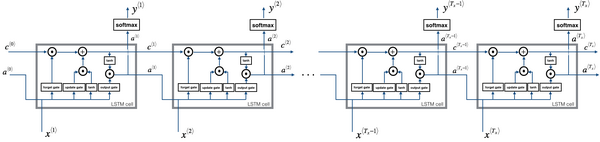 y⟨1⟩ y⟨2⟩ y⟨Tₓ−1⟩ y⟨Tₓ⟩
softmax softmax softmax softmax
a⟨1⟩ a⟨2⟩ a⟨Tₓ−1⟩ a⟨Tₓ⟩
c⟨0⟩ c⟨1⟩ c⟨2⟩ c⟨Tₓ−1⟩ c⟨Tₓ⟩
tanh tanh tanh tanh
a⟨0⟩ a⟨1⟩ a⟨2⟩ ... a⟨Tₓ−1⟩ a⟨Tₓ⟩
forget gate update gate tanh output gate forget gate update gate tanh output gate forget gate update gate tanh output gate forget gate update gate tanh output gate
LSTM cell LSTM cell LSTM cell LSTM cell
x⟨1⟩ x⟨2⟩ x⟨Tₓ−1⟩ x⟨Tₓ⟩